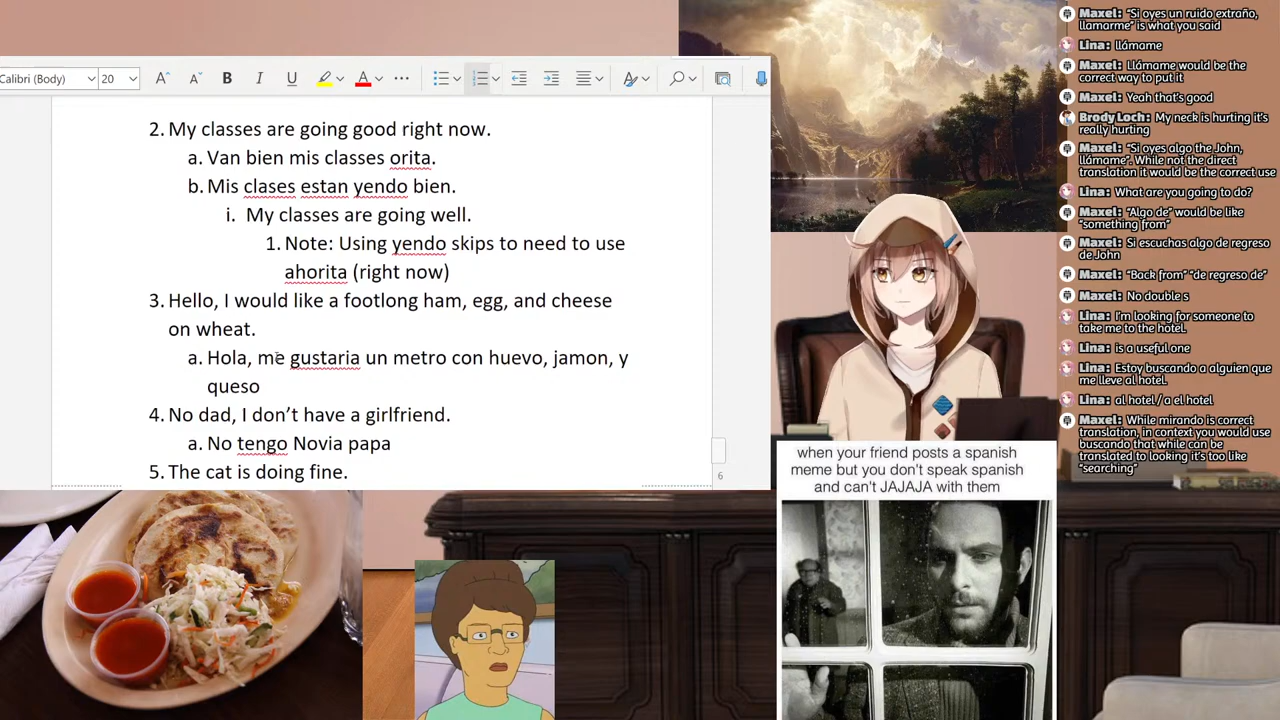 Calibri (Body)
20
B
I
U
A
2. My classes are going good right now.
a. Van bien mis classes orita.
b. Mis clases estan yendo bien.
i. My classes are going well.
1. Note: Using yendo skips to need to use
ahorita (right now)
3. Hello, I would like a footlong ham, egg, and cheese
on wheat.
a. Hola, me gustaria un metro con huevo, jamon, y
queso
4. No dad, I don't have a girlfriend.
a. No tengo Novia papa
5. The cat is doing fine.
6
when your friend posts a spanish
meme but you don't speak spanish
and can't JAJAJA with them
Maxel: "Si oyes un ruido extraño,
llamarme" is what you said
Lina: llámame
Maxel: Llámame would be the
correct way to put it
Maxel: Yeah that's good
Brody Loch: My neck is hurting it's
really hurting
Maxel: "Si oyes algo the John,
llámame". While not the direct
translation it would be the correct use
Lina: What are you going to do?
Maxel: "Algo de" would be like
"something from"
Maxel: Si escuchas algo de regreso
de John
Maxel: "Back from" "de regreso de"
Maxel: No double s
Lina: I'm looking for someone to
take me to the hotel.
Lina: is a useful one
Lina: Estoy buscando a alguien que
me lleve al hotel.
Lina: al hotel / a el hotel
Maxel: While mirando is correct
translation, in context you would use
buscando that while can be
translated to looking it's too like
"searching"